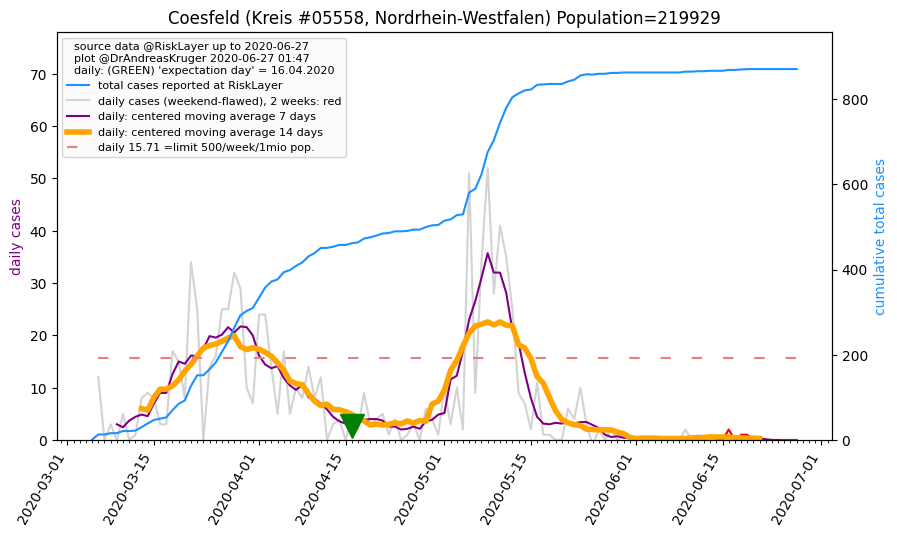 Coesfeld (Kreis #05558, Nordrhein-Westfalen) Population=219929
source data @RiskLayer up to 2020-06-27
plot @DrAndreasKruger 2020-06-27 01:47
daily: (GREEN) 'expectation day' = 16.04.2020
total cases reported at RiskLayer
daily cases (weekend-flawed), 2 weeks: red
daily: centered moving average 7 days
daily: centered moving average 14 days
daily 15.71 =limit 500/week/1mio pop.
daily cases
70
60
50
40
30
20
10
0
800
600
400
200
0
cumulative total cases
2020-03-01
2020-03-15
2020-04-01
2020-04-15
2020-05-01
2020-05-15
2020-06-01
2020-06-15
2020-07-01